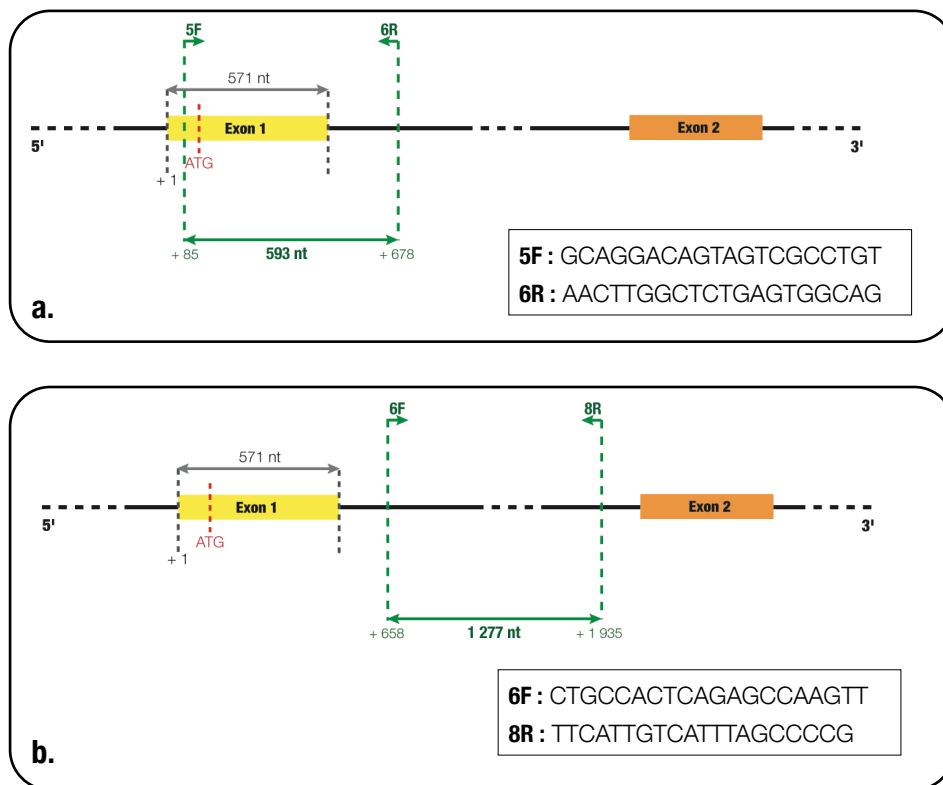 5F 6R
571 nt
Exon 1 Exon 2
5' 3'
ATG
+ 1
+ 85 593 nt + 678
5F : GCAGGACAGTAGTCGCCTGT
6R : AACTTGGCTCTGAGTGGCAG
a.
6F 8R
571 nt
Exon 1 Exon 2
5' 3'
ATG
+ 1
+ 658 1 277 nt + 1 935
6F : CTGCCACTCAGAGCCAAGTT
8R : TTCATTGTCATTTAGCCCCG
b.